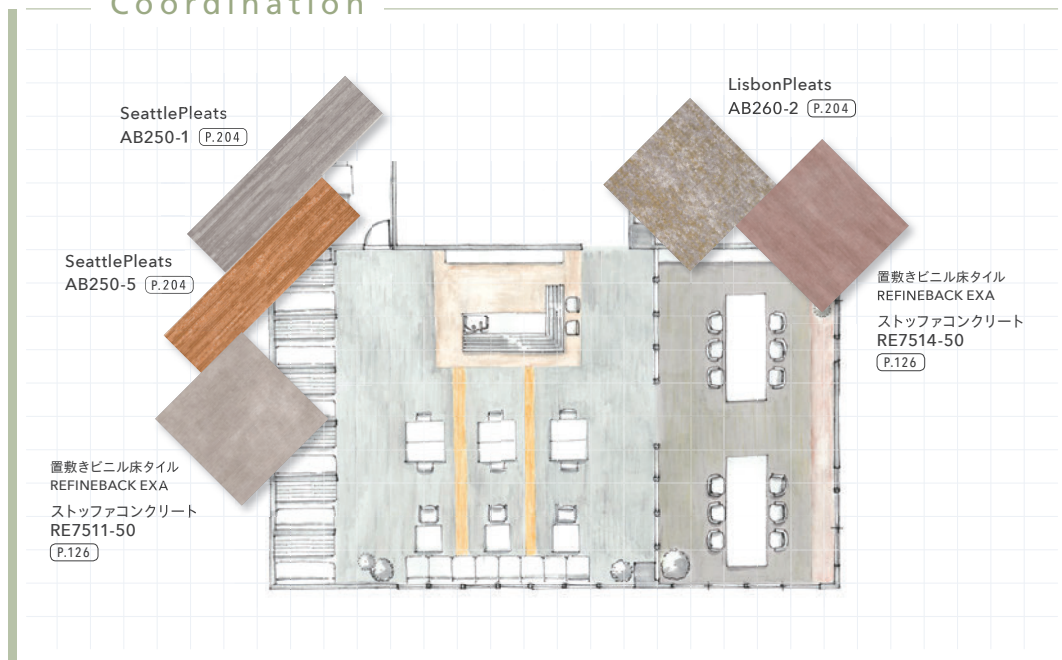 Coordination
SeattlePleats
AB250-1 P.204
LisbonPleats
AB260-2 P.204
SeattlePleats
AB250-5 P.204
置敷きビニル床タイル
REFINEBACK EXA
ストッファコンクリート
RE7514-50
P.126
置敷きビニル床タイル
REFINEBACK EXA
ストッファコンクリート
RE7511-50
P.126